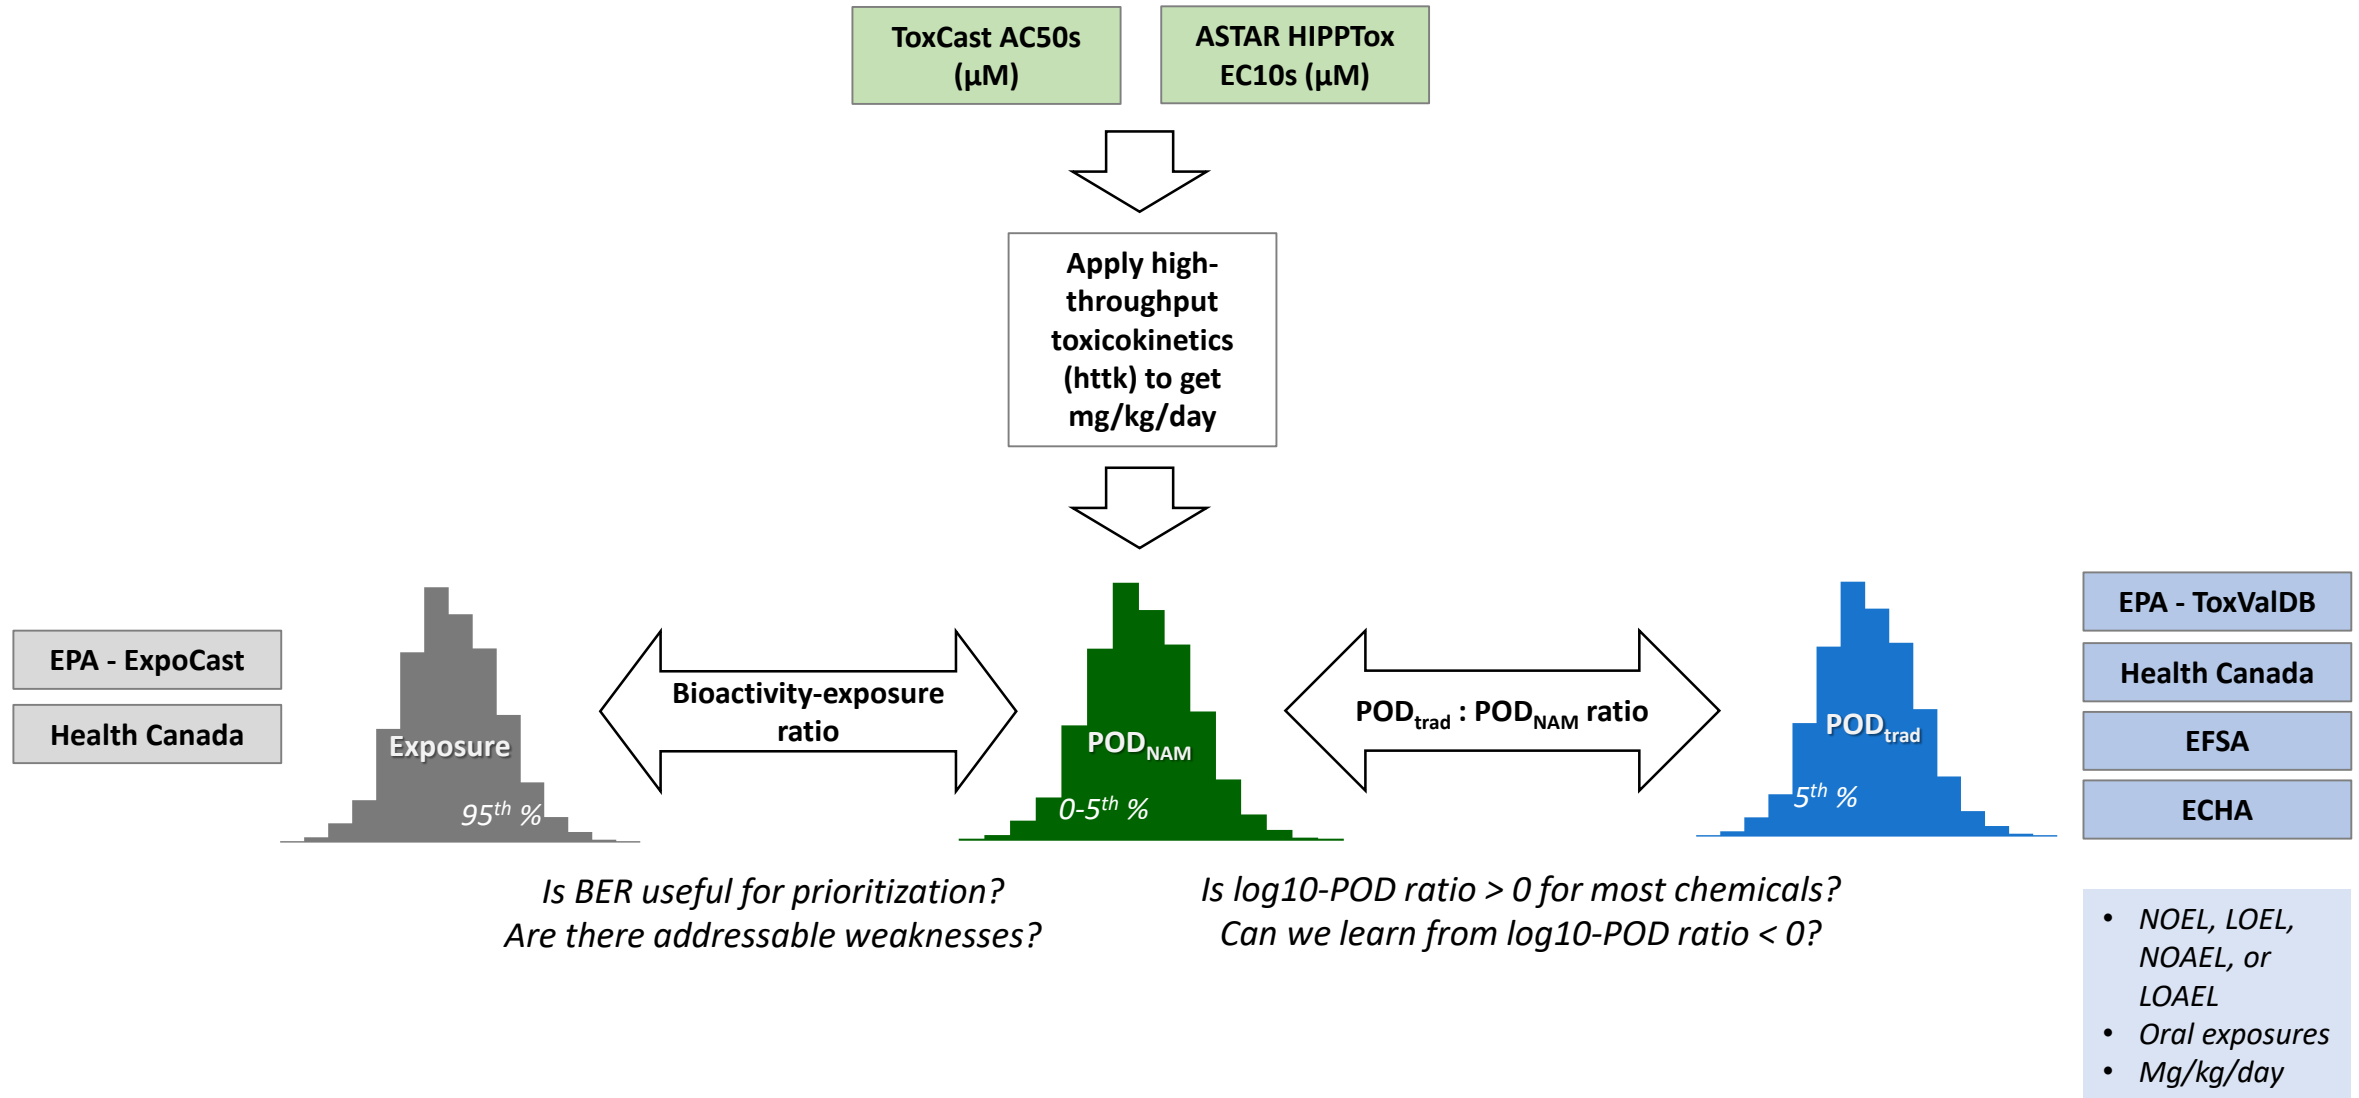 ToxCast AC50s
(µM)
ASTAR HIPPTox
EC10s (µM)
Apply high-
throughput
toxicokinetics
(httk) to get
mg/kg/day
EPA - ExpoCast
Health Canada
Exposure
95th %
Bioactivity-exposure
ratio
PODNAM
0-5th %
PODtrad : PODNAM ratio
PODtrad
5th %
EPA - ToxValDB
Health Canada
EFSA
ECHA
Is BER useful for prioritization?
Are there addressable weaknesses?
Is log10-POD ratio > 0 for most chemicals?
Can we learn from log10-POD ratio < 0?
• NOEL, LOEL,
NOAEL, or
LOAEL
• Oral exposures
• Mg/kg/day